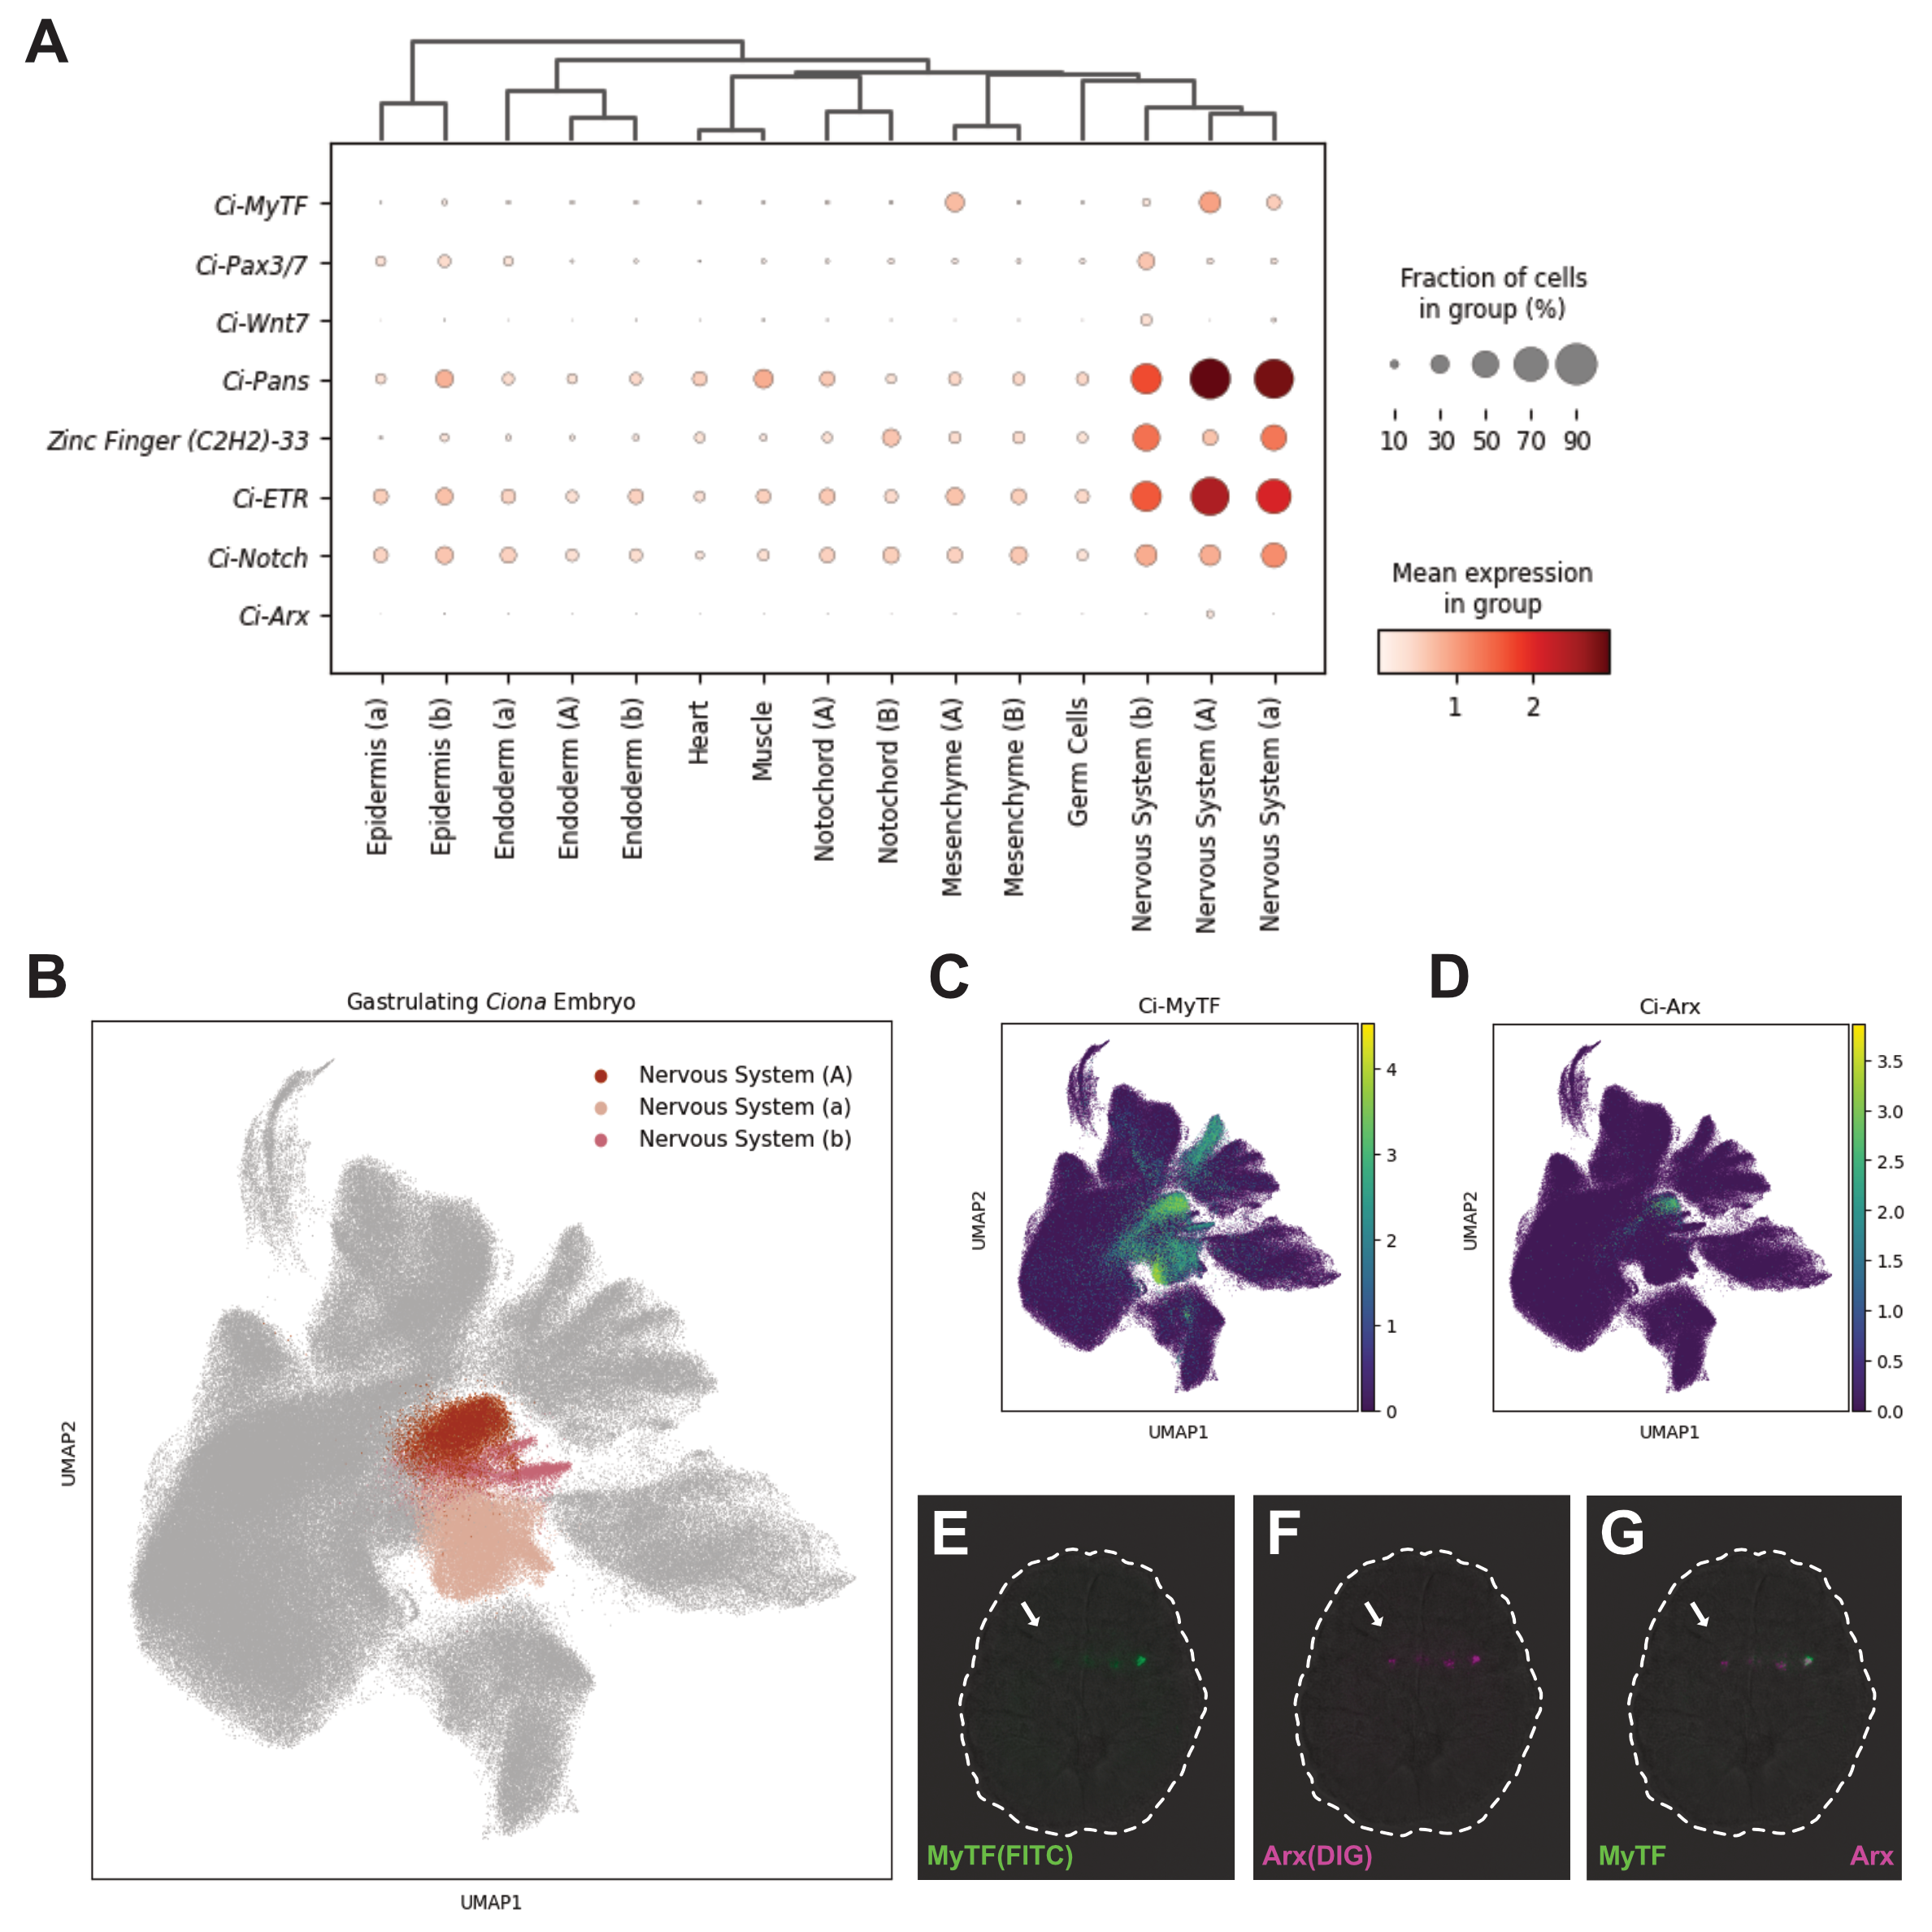 A
Ci-MyTF
Ci-Pax3/7
Ci-Wnt7
Ci-Pans
Zinc Finger (C2H2)-33
Ci-ETR
Ci-Notch
Ci-Arx
Epidermis (a)
Epidermis (b)
Endoderm (a)
Endoderm (A)
Endoderm (b)
Heart
Muscle
Notochord (A)
Notochord (B)
Mesenchyme (A)
Mesenchyme (B)
Germ Cells
Nervous System (b)
Nervous System (A)
Nervous System (a)
Fraction of cells
in group (%)
10 30 50 70 90
Mean expression
in group
1 2
B
Gastrulating Ciona Embryo
Nervous System (A)
Nervous System (a)
Nervous System (b)
UMAP2
UMAP1
C
Ci-MyTF
4
3
2
1
0
UMAP2
UMAP1
D
Ci-Arx
3.5
3.0
2.5
2.0
1.5
1.0
0.5
0.0
UMAP2
UMAP1
E
MyTF(FITC)
F
Arx(DIG)
G
MyTF Arx